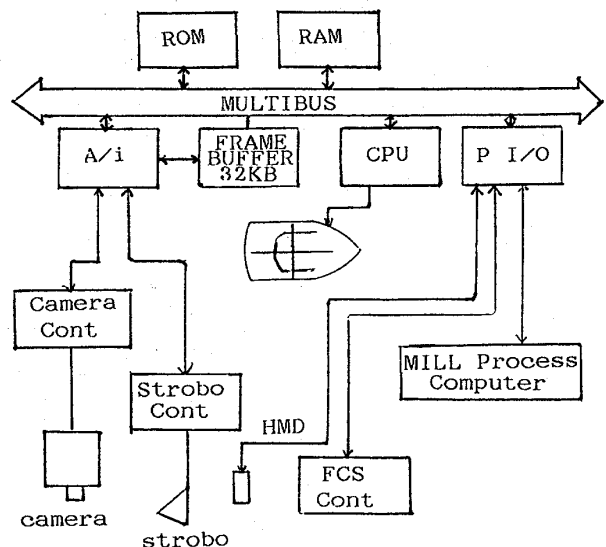 ROM
RAM
MULTIBUS
A/i
FRAME
BUFFER
32KB
CPU
P I/O
Camera
Cont
Strobo
Cont
MILL Process
Computer
HMD
FCS
Cont
camera
strobo